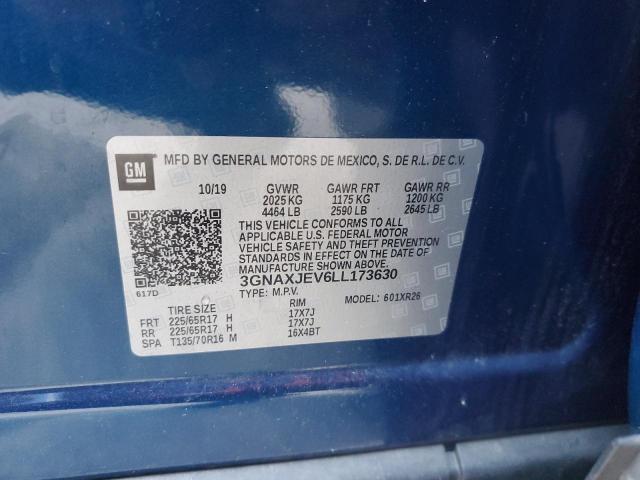 GM
MFD BY GENERAL MOTORS DE MEXICO, S. DE R.L. DE C.V.
10/19 GVWR GAWR FRT GAWR RR
2025 KG 1175 KG 1200 KG
4464 LB 2590 LB 2645 LB
THIS VEHICLE CONFORMS TO ALL
APPLICABLE U.S. FEDERAL MOTOR
VEHICLE SAFETY AND THEFT PREVENTION
STANDARDS IN EFFECT ON THE DATE OF
MANUFACTURE SHOWN ABOVE.
617D
3GNAXJEV6LL173630
TYPE: M.P.V. MODEL: 601XR26
TIRE SIZE RIM
FRT 225/65R17 H 17X7J
RR 225/65R17 H 17X7J
SPA T135/70R16 M 16X4BT